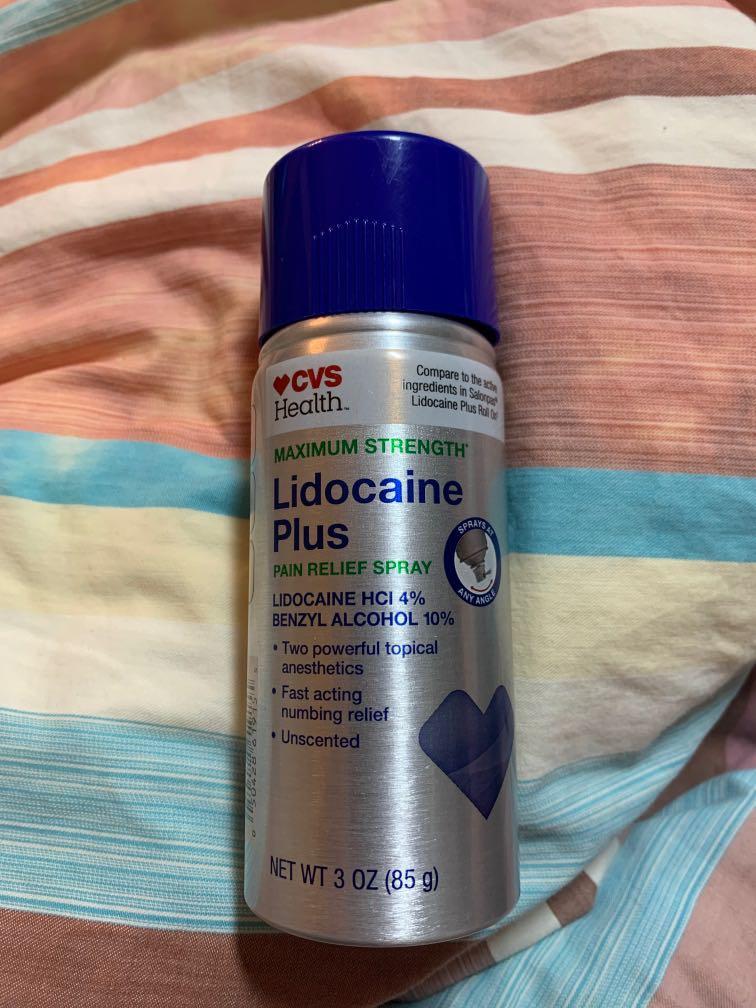 CVS
Health™
Compare to the active
ingredients in Salonpas®
Lidocaine Plus Roll On
MAXIMUM STRENGTH*
Lidocaine
Plus
PAIN RELIEF SPRAY
SPRAYS AT
ANY ANGLE
LIDOCAINE HCl 4%
BENZYL ALCOHOL 10%
• Two powerful topical
anesthetics
• Fast acting
numbing relief
• Unscented
NET WT 3 OZ (85 g)